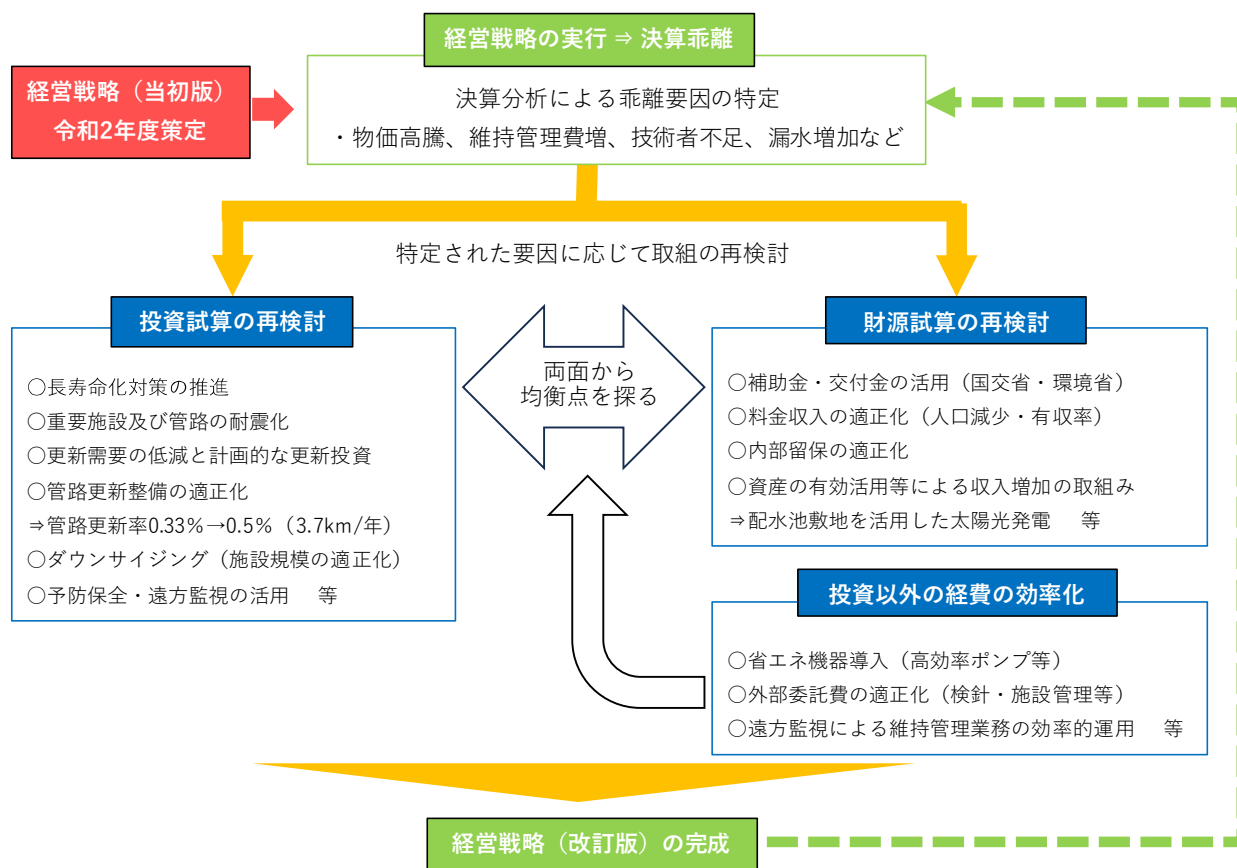 経営戦略の実行 ⇒ 決算乖離
経営戦略（当初版）
令和2年度策定
決算分析による乖離要因の特定
・物価高騰、維持管理費増、技術者不足、漏水増加など
特定された要因に応じて取組の再検討
投資試算の再検討
○長寿命化対策の推進
○重要施設及び管路の耐震化
○更新需要の低減と計画的な更新投資
○管路更新整備の適正化
⇒管路更新率0.33%→0.5%（3.7km/年）
○ダウンサイジング（施設規模の適正化）
○予防保全・遠方監視の活用　等
両面から
均衡点を探る
財源試算の再検討
○補助金・交付金の活用（国交省・環境省）
○料金収入の適正化（人口減少・有収率）
○内部留保の適正化
○資産の有効活用等による収入増加の取組み
⇒配水池敷地を活用した太陽光発電　等
投資以外の経費の効率化
○省エネ機器導入（高効率ポンプ等）
○外部委託費の適正化（検針・施設管理等）
○遠方監視による維持管理業務の効率的運用　等
経営戦略（改訂版）の完成